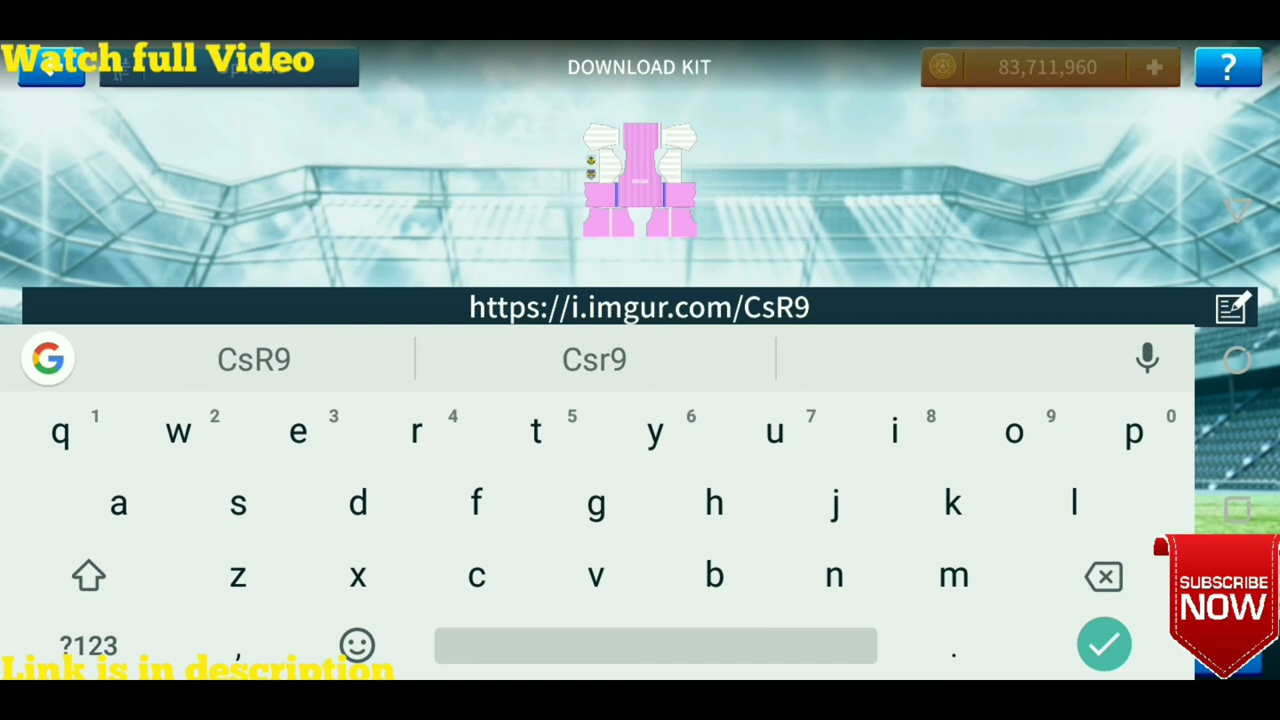 Watch full Video
DOWNLOAD KIT
83,711,960
+
?
https://i.imgur.com/CsR9
CsR9
Csr9
q 1 w 2 e 3 r 4 t 5 y 6 u 7 i 8 o 9 p 0
a s d f g h j k l
z x c v b n m
?123 , .
Link is in description
SUBSCRIBE
NOW